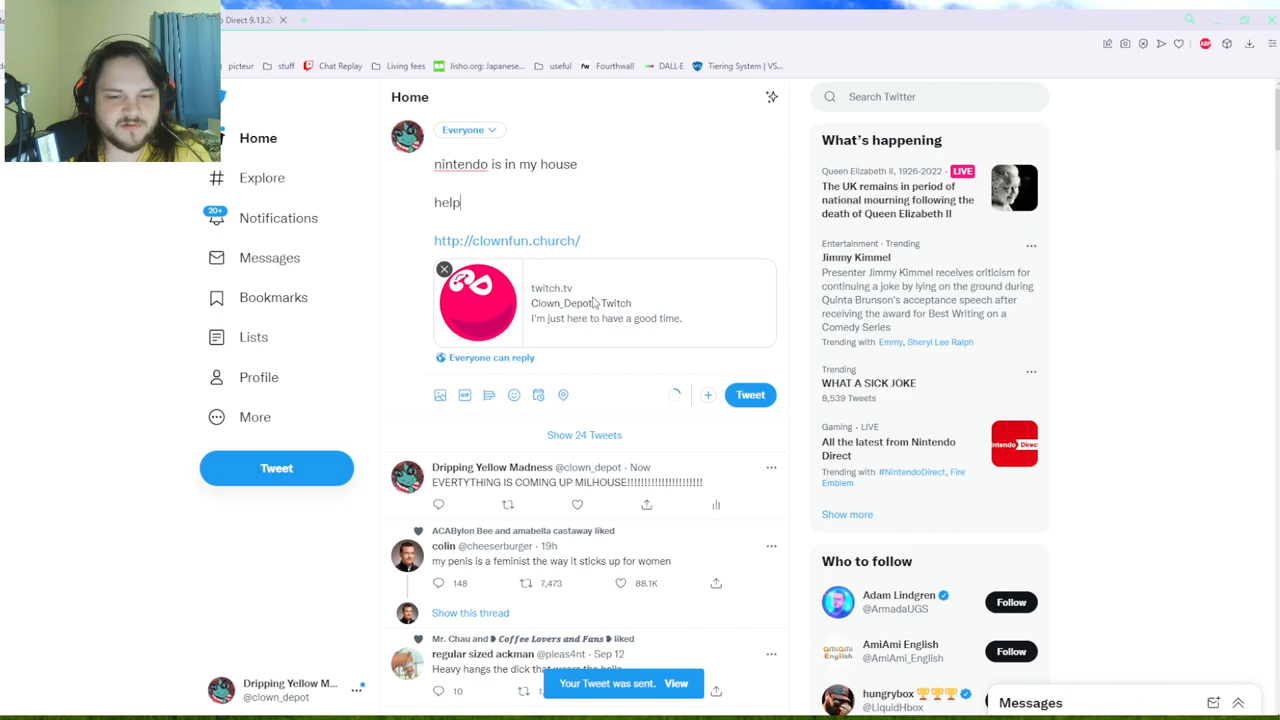 o Direct 9.13.20
picteur
stuff
Chat Replay
Living fees
Jisho.org: Japanese...
useful
fw Fourthwall
DALL·E
Tiering System | VS...
Home
Explore
20+
Notifications
Messages
Bookmarks
Lists
Profile
More
Tweet
Dripping Yellow M...
@clown_depot
Home
Everyone
nintendo is in my house
help
http://clownfun.church/
twitch.tv
Clown_Depot - Twitch
I'm just here to have a good time.
Everyone can reply
GIF
Tweet
Show 24 Tweets
Dripping Yellow Madness @clown_depot · Now
EVERTYTHING IS COMING UP MILHOUSE!!!!!!!!!!!!!!!!!!!!!!
ACABylon Bee and amabella castaway liked
colin @cheeserburger · 19h
my penis is a feminist the way it sticks up for women
148 7,473 88.1K
Show this thread
Mr. Chau and ❥ Coffee Lovers and Fans ❥ liked
regular sized ackman @pleas4nt · Sep 12
Heavy hangs the dick that wears the balls
10
Your Tweet was sent. View
Search Twitter
What's happening
Queen Elizabeth II, 1926-2022 · LIVE
The UK remains in period of
national mourning following the
death of Queen Elizabeth II
Entertainment · Trending
Jimmy Kimmel
Presenter Jimmy Kimmel receives criticism for
continuing a joke by lying on the ground during
Quinta Brunson's acceptance speech after
receiving the award for Best Writing on a
Comedy Series
Trending with Emmy, Sheryl Lee Ralph
Trending
WHAT A SICK JOKE
8,539 Tweets
Gaming · LIVE
All the latest from Nintendo
Direct
Trending with #NintendoDirect, Fire
Emblem
Show more
Who to follow
Adam Lindgren
@ArmadaUGS
Follow
AmiAmi English
@AmiAmi_English
Follow
hungrybox 🏆🏆🏆
@LiquidHbox
Messages